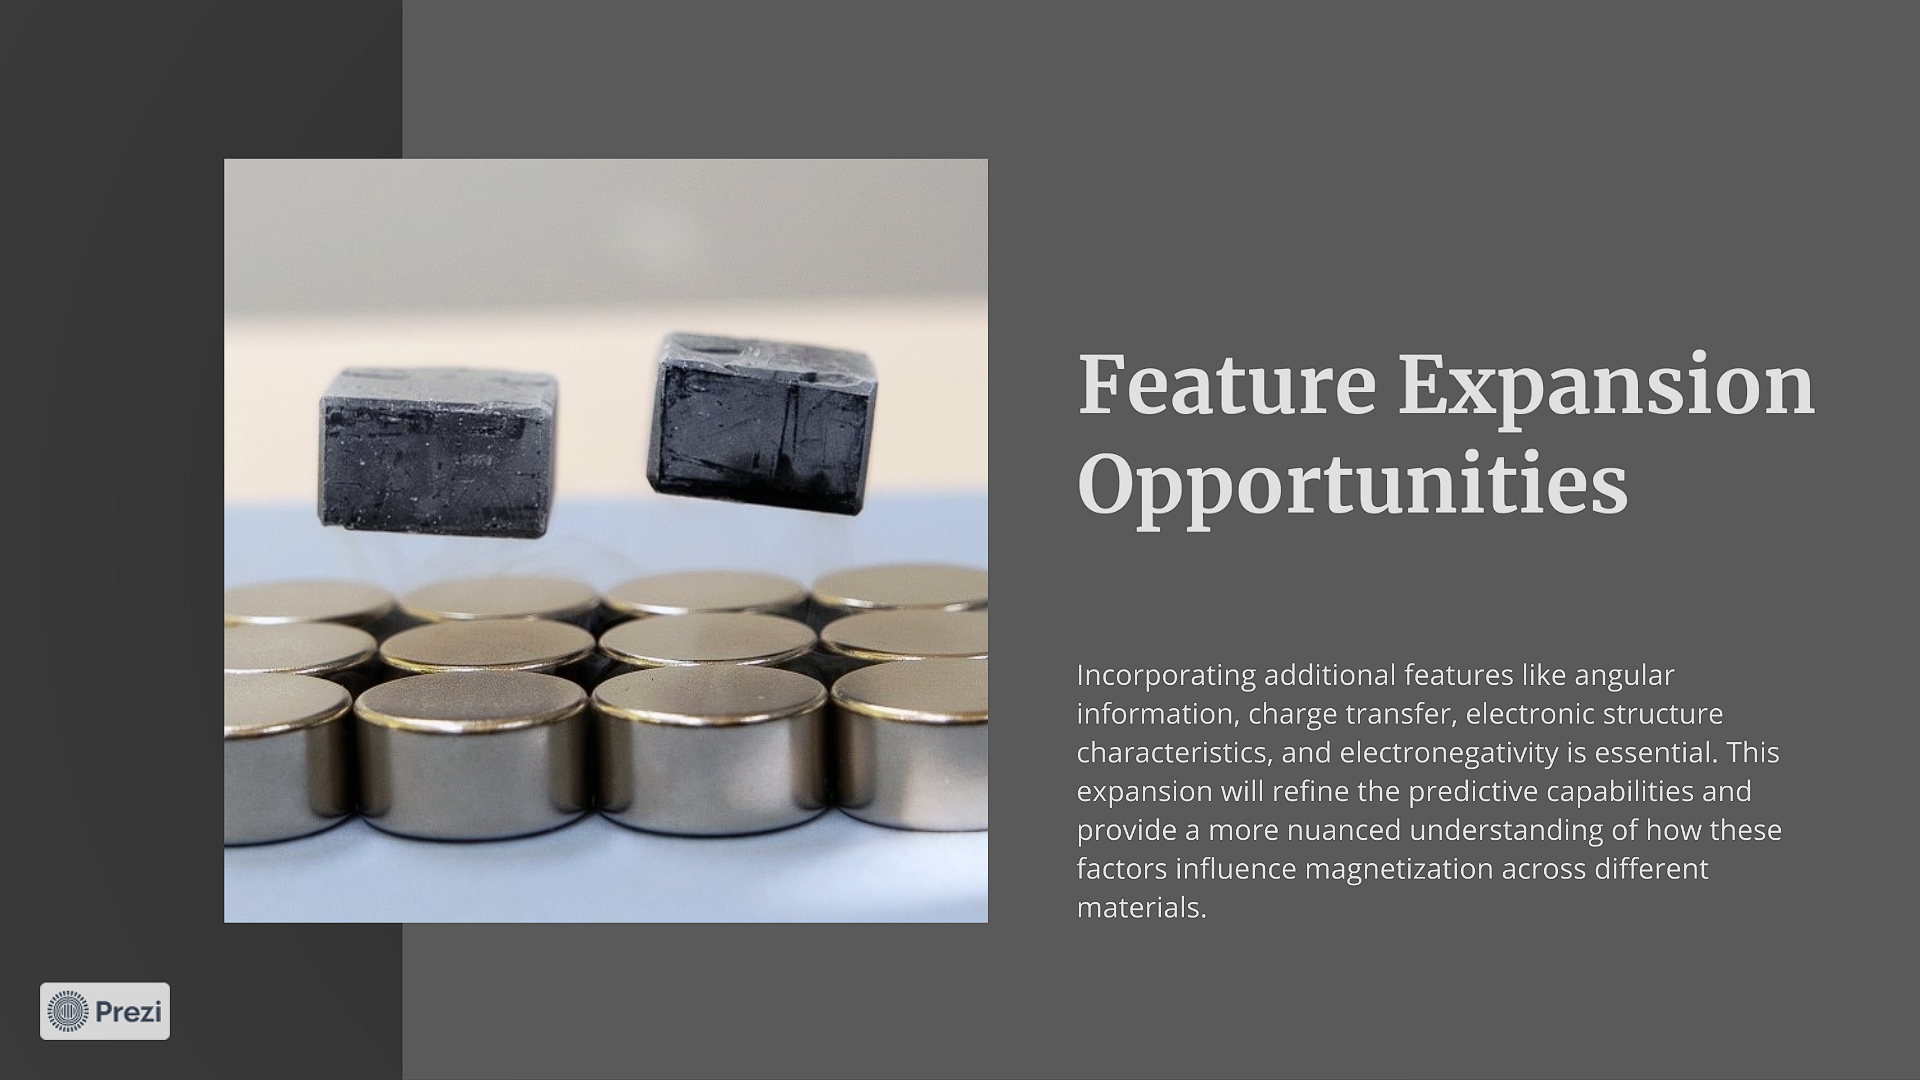 Feature Expansion
Opportunities
Incorporating additional features like angular
information, charge transfer, electronic structure
characteristics, and electronegativity is essential. This
expansion will refine the predictive capabilities and
provide a more nuanced understanding of how these
factors influence magnetization across different
materials.
Prezi